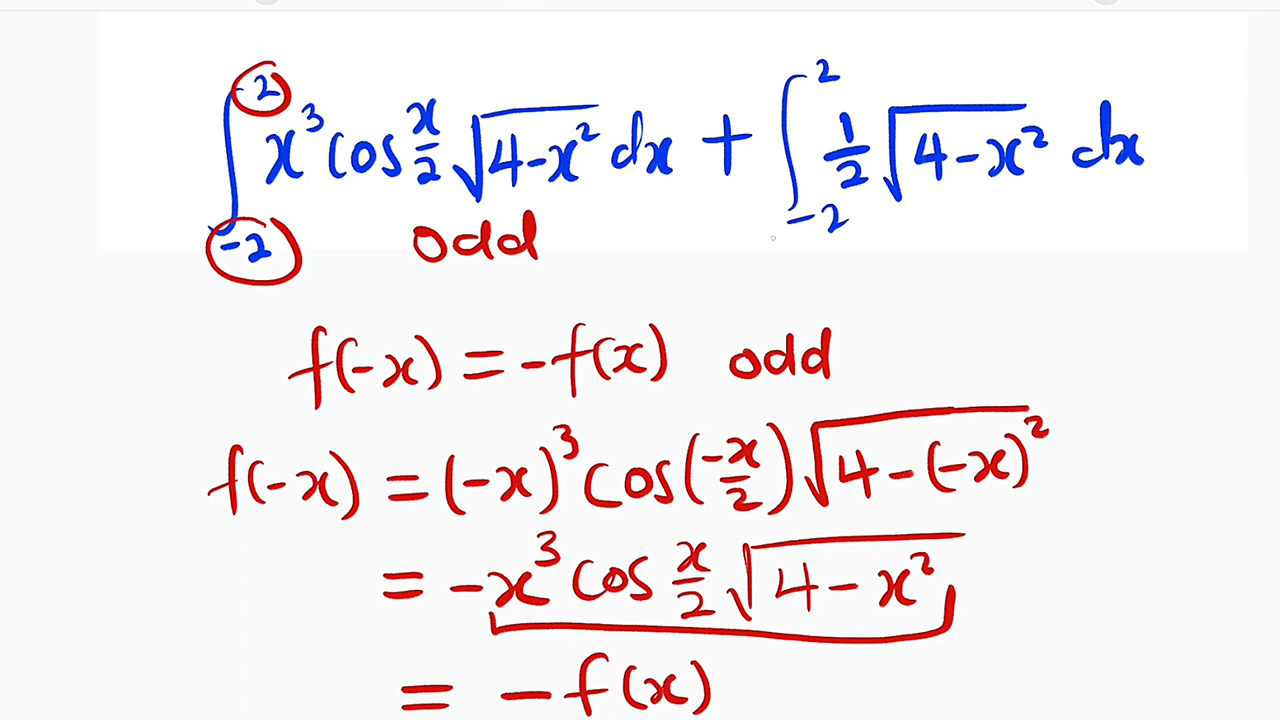 ∫_{-2}^{2} x³ cos x/2 √(4-x²) dx + ∫_{-2}^{2} 1/2 √(4-x²) dx
odd
f(-x) = -f(x) odd
f(-x) = (-x)³ cos(-x/2) √(4-(-x)²)
= -x³ cos x/2 √(4-x²)
= -f(x)